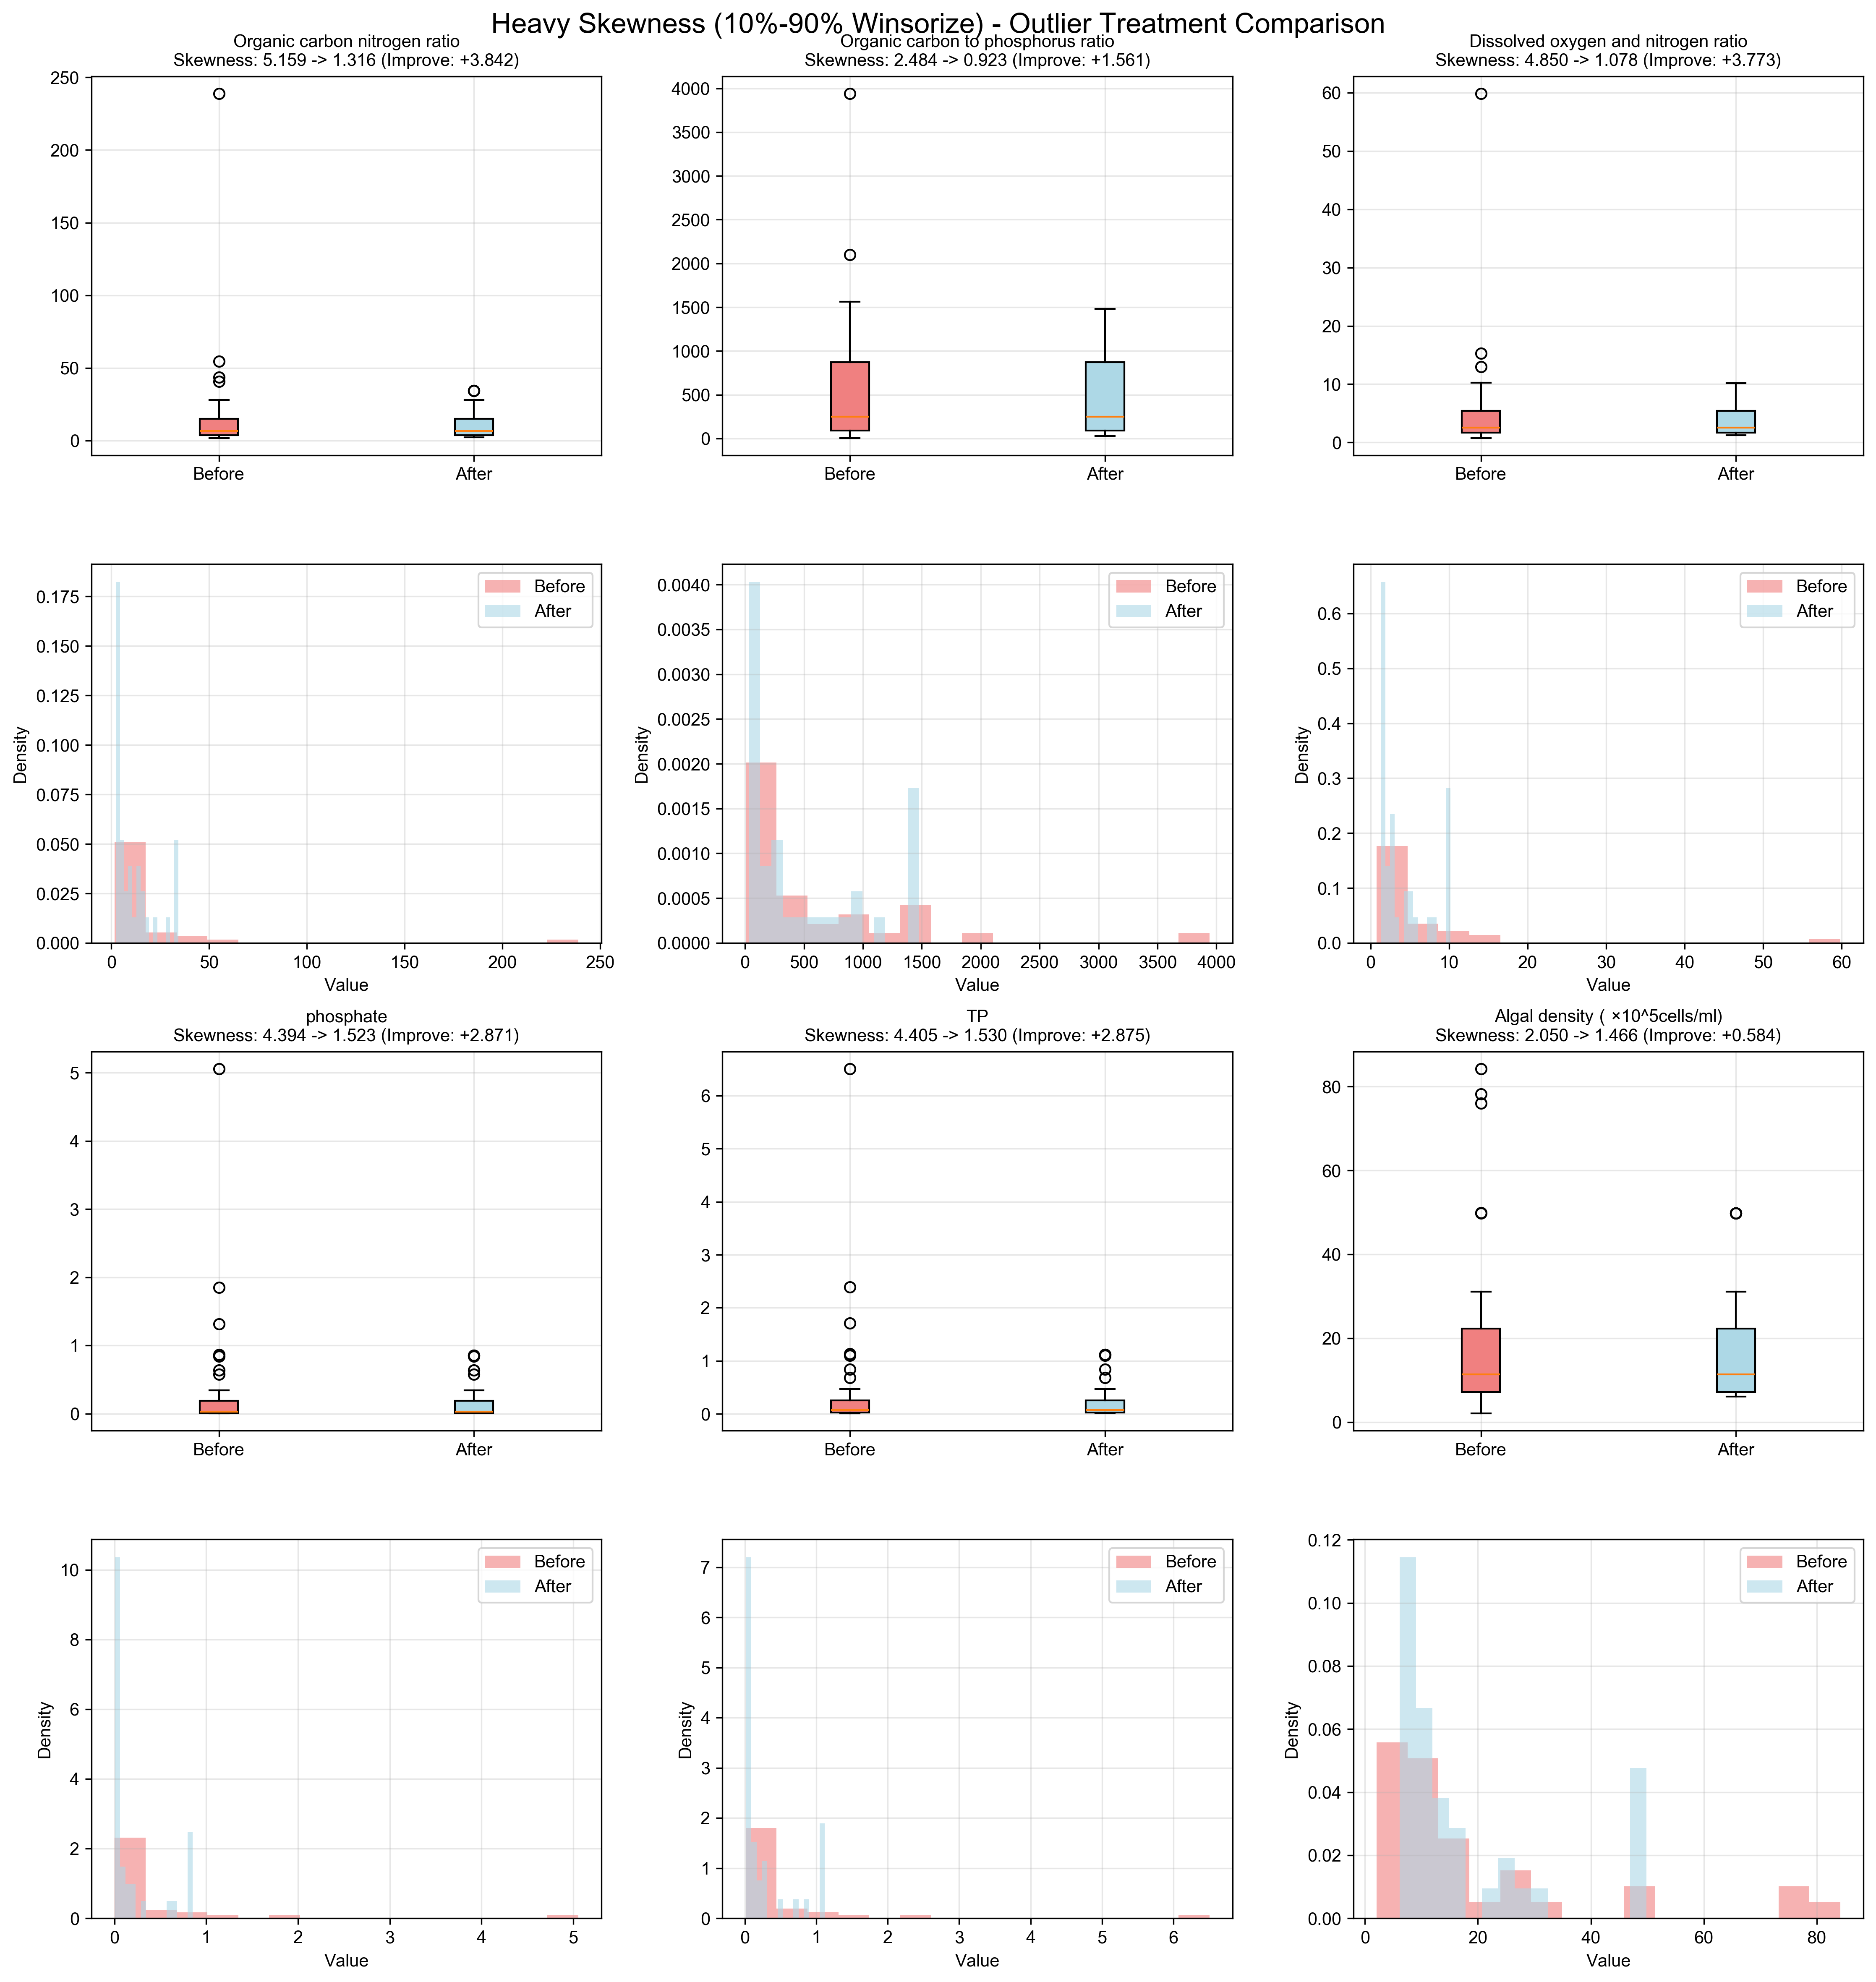 Heavy Skewness (10%-90% Winsorize) - Outlier Treatment Comparison
Organic carbon nitrogen ratio
Skewness: 5.159 -> 1.316 (Improve: +3.842)
250
200
150
100
50
0
Before After
Organic carbon to phosphorus ratio
Skewness: 2.484 -> 0.923 (Improve: +1.561)
4000
3500
3000
2500
2000
1500
1000
500
0
Before After
Dissolved oxygen and nitrogen ratio
Skewness: 4.850 -> 1.078 (Improve: +3.773)
60
50
40
30
20
10
0
Before After
Before
After
Density
0.175
0.150
0.125
0.100
0.075
0.050
0.025
0.000
0 50 100 150 200 250
Value
Before
After
Density
0.0040
0.0035
0.0030
0.0025
0.0020
0.0015
0.0010
0.0005
0.0000
0 500 1000 1500 2000 2500 3000 3500 4000
Value
Before
After
Density
0.6
0.5
0.4
0.3
0.2
0.1
0.0
0 10 20 30 40 50 60
Value
phosphate
Skewness: 4.394 -> 1.523 (Improve: +2.871)
5
4
3
2
1
0
Before After
TP
Skewness: 4.405 -> 1.530 (Improve: +2.875)
6
5
4
3
2
1
0
Before After
Algal density ( ×10^5cells/ml)
Skewness: 2.050 -> 1.466 (Improve: +0.584)
80
60
40
20
0
Before After
Before
After
Density
10
8
6
4
2
0
0 1 2 3 4 5
Value
Before
After
Density
7
6
5
4
3
2
1
0
0 1 2 3 4 5 6
Value
Before
After
Density
0.12
0.10
0.08
0.06
0.04
0.02
0.00
0 20 40 60 80
Value